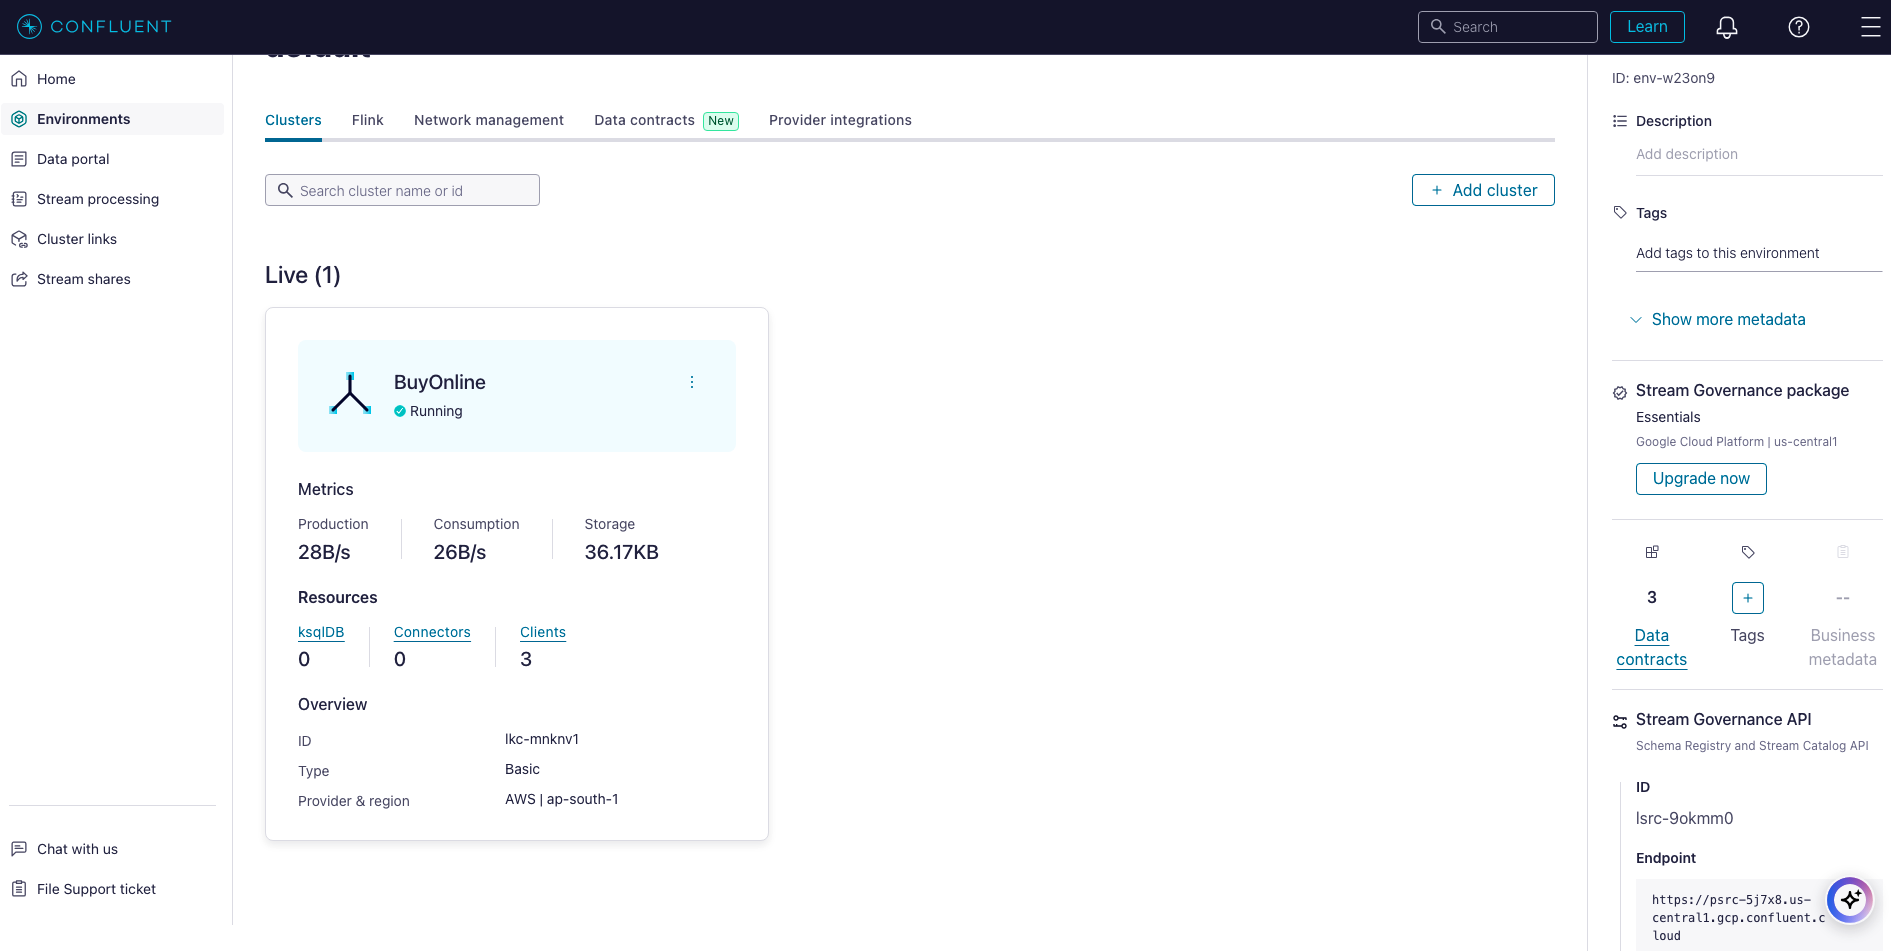 CONFLUENT
Search
Learn
Home
Environments
Data portal
Stream processing
Cluster links
Stream shares
Chat with us
File Support ticket
default
Clusters
Flink
Network management
Data contracts New
Provider integrations
Search cluster name or id
+ Add cluster
Live (1)
BuyOnline
Running
Metrics
Production
28B/s
Consumption
26B/s
Storage
36.17KB
Resources
ksqlDB
0
Connectors
0
Clients
3
Overview
ID
lkc-mnknv1
Type
Basic
Provider & region
AWS | ap-south-1
ID: env-w23on9
Description
Add description
Tags
Add tags to this environment
Show more metadata
Stream Governance package
Essentials
Google Cloud Platform | us-central1
Upgrade now
3
Data
contracts
+
Tags
--
Business
metadata
Stream Governance API
Schema Registry and Stream Catalog API
ID
lsrc-9okmm0
Endpoint
https://psrc-5j7x8.us-
central1.gcp.confluent.c
loud